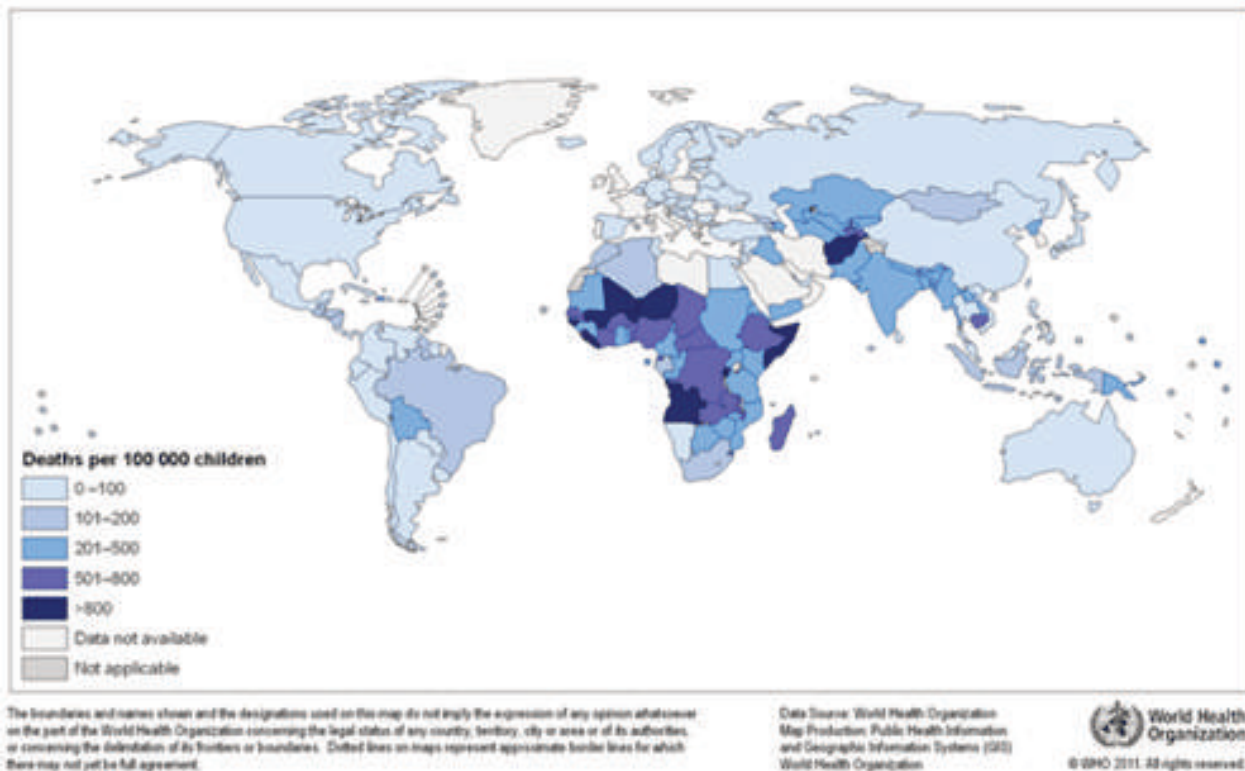 Deaths per 100 000 children
0–100
101–200
201–500
501–800
>800
Data not available
Not applicable
The boundaries and names shown and the designations used on this map do not imply the expression of any opinion whatsoever
on the part of the World Health Organization concerning the legal status of any country, territory, city or area or of its authorities,
or concerning the delimitation of its frontiers or boundaries. Dotted lines on maps represent approximate border lines for which
there may not yet be full agreement.
Data Source: World Health Organization
Map Production: Public Health Information
and Geographic Information Systems (GIS)
World Health Organization
World Health
Organization
© WHO 2011. All rights reserved.